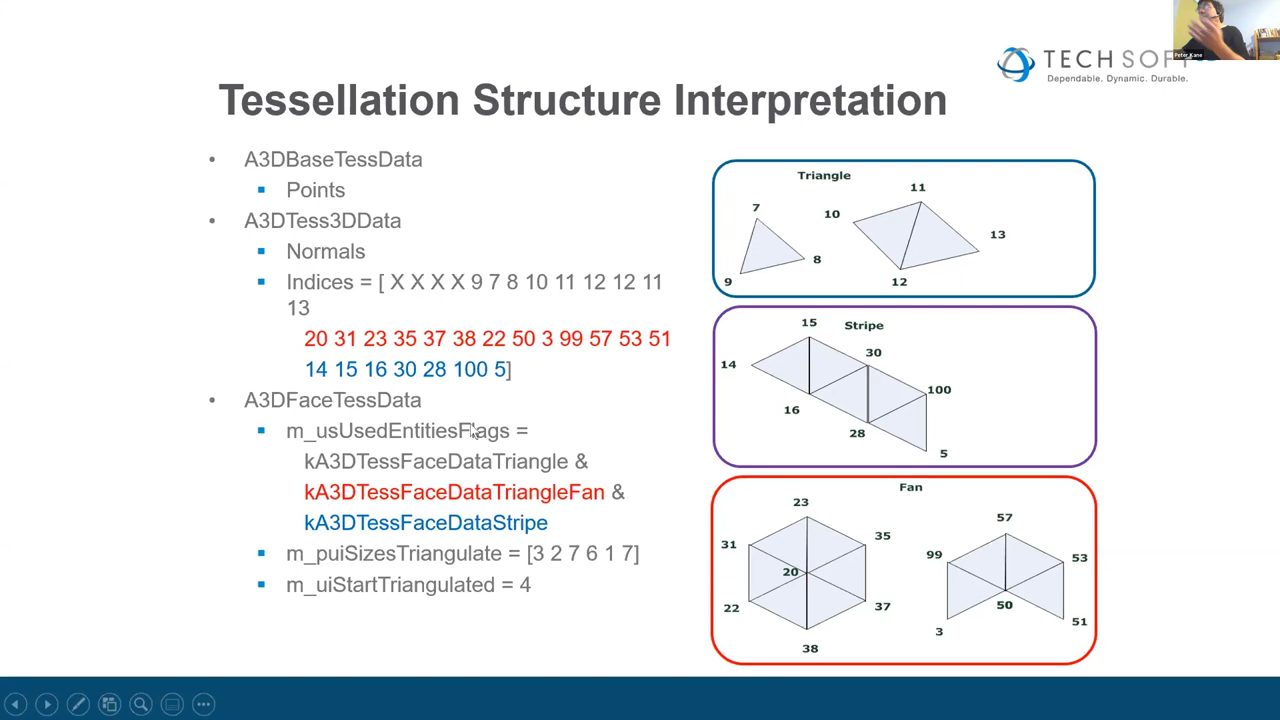 Peter Kane
TECH SOFT
Dependable. Dynamic. Durable.
Tessellation Structure Interpretation
• A3DBaseTessData
▪ Points
• A3DTess3DData
▪ Normals
▪ Indices = [ X X X X 9 7 8 10 11 12 12 11
13
20 31 23 35 37 38 22 50 3 99 57 53 51
14 15 16 30 28 100 5]
• A3DFaceTessData
▪ m_usUsedEntitiesFlags =
kA3DTessFaceDataTriangle &
kA3DTessFaceDataTriangleFan &
kA3DTessFaceDataStripe
▪ m_puiSizesTriangulate = [3 2 7 6 1 7]
▪ m_uiStartTriangulated = 4
Triangle
7
8
9
10
11
13
12
Stripe
15
14
30
16
100
28
5
Fan
23
31
35
20
22
37
38
57
99
53
50
3
51